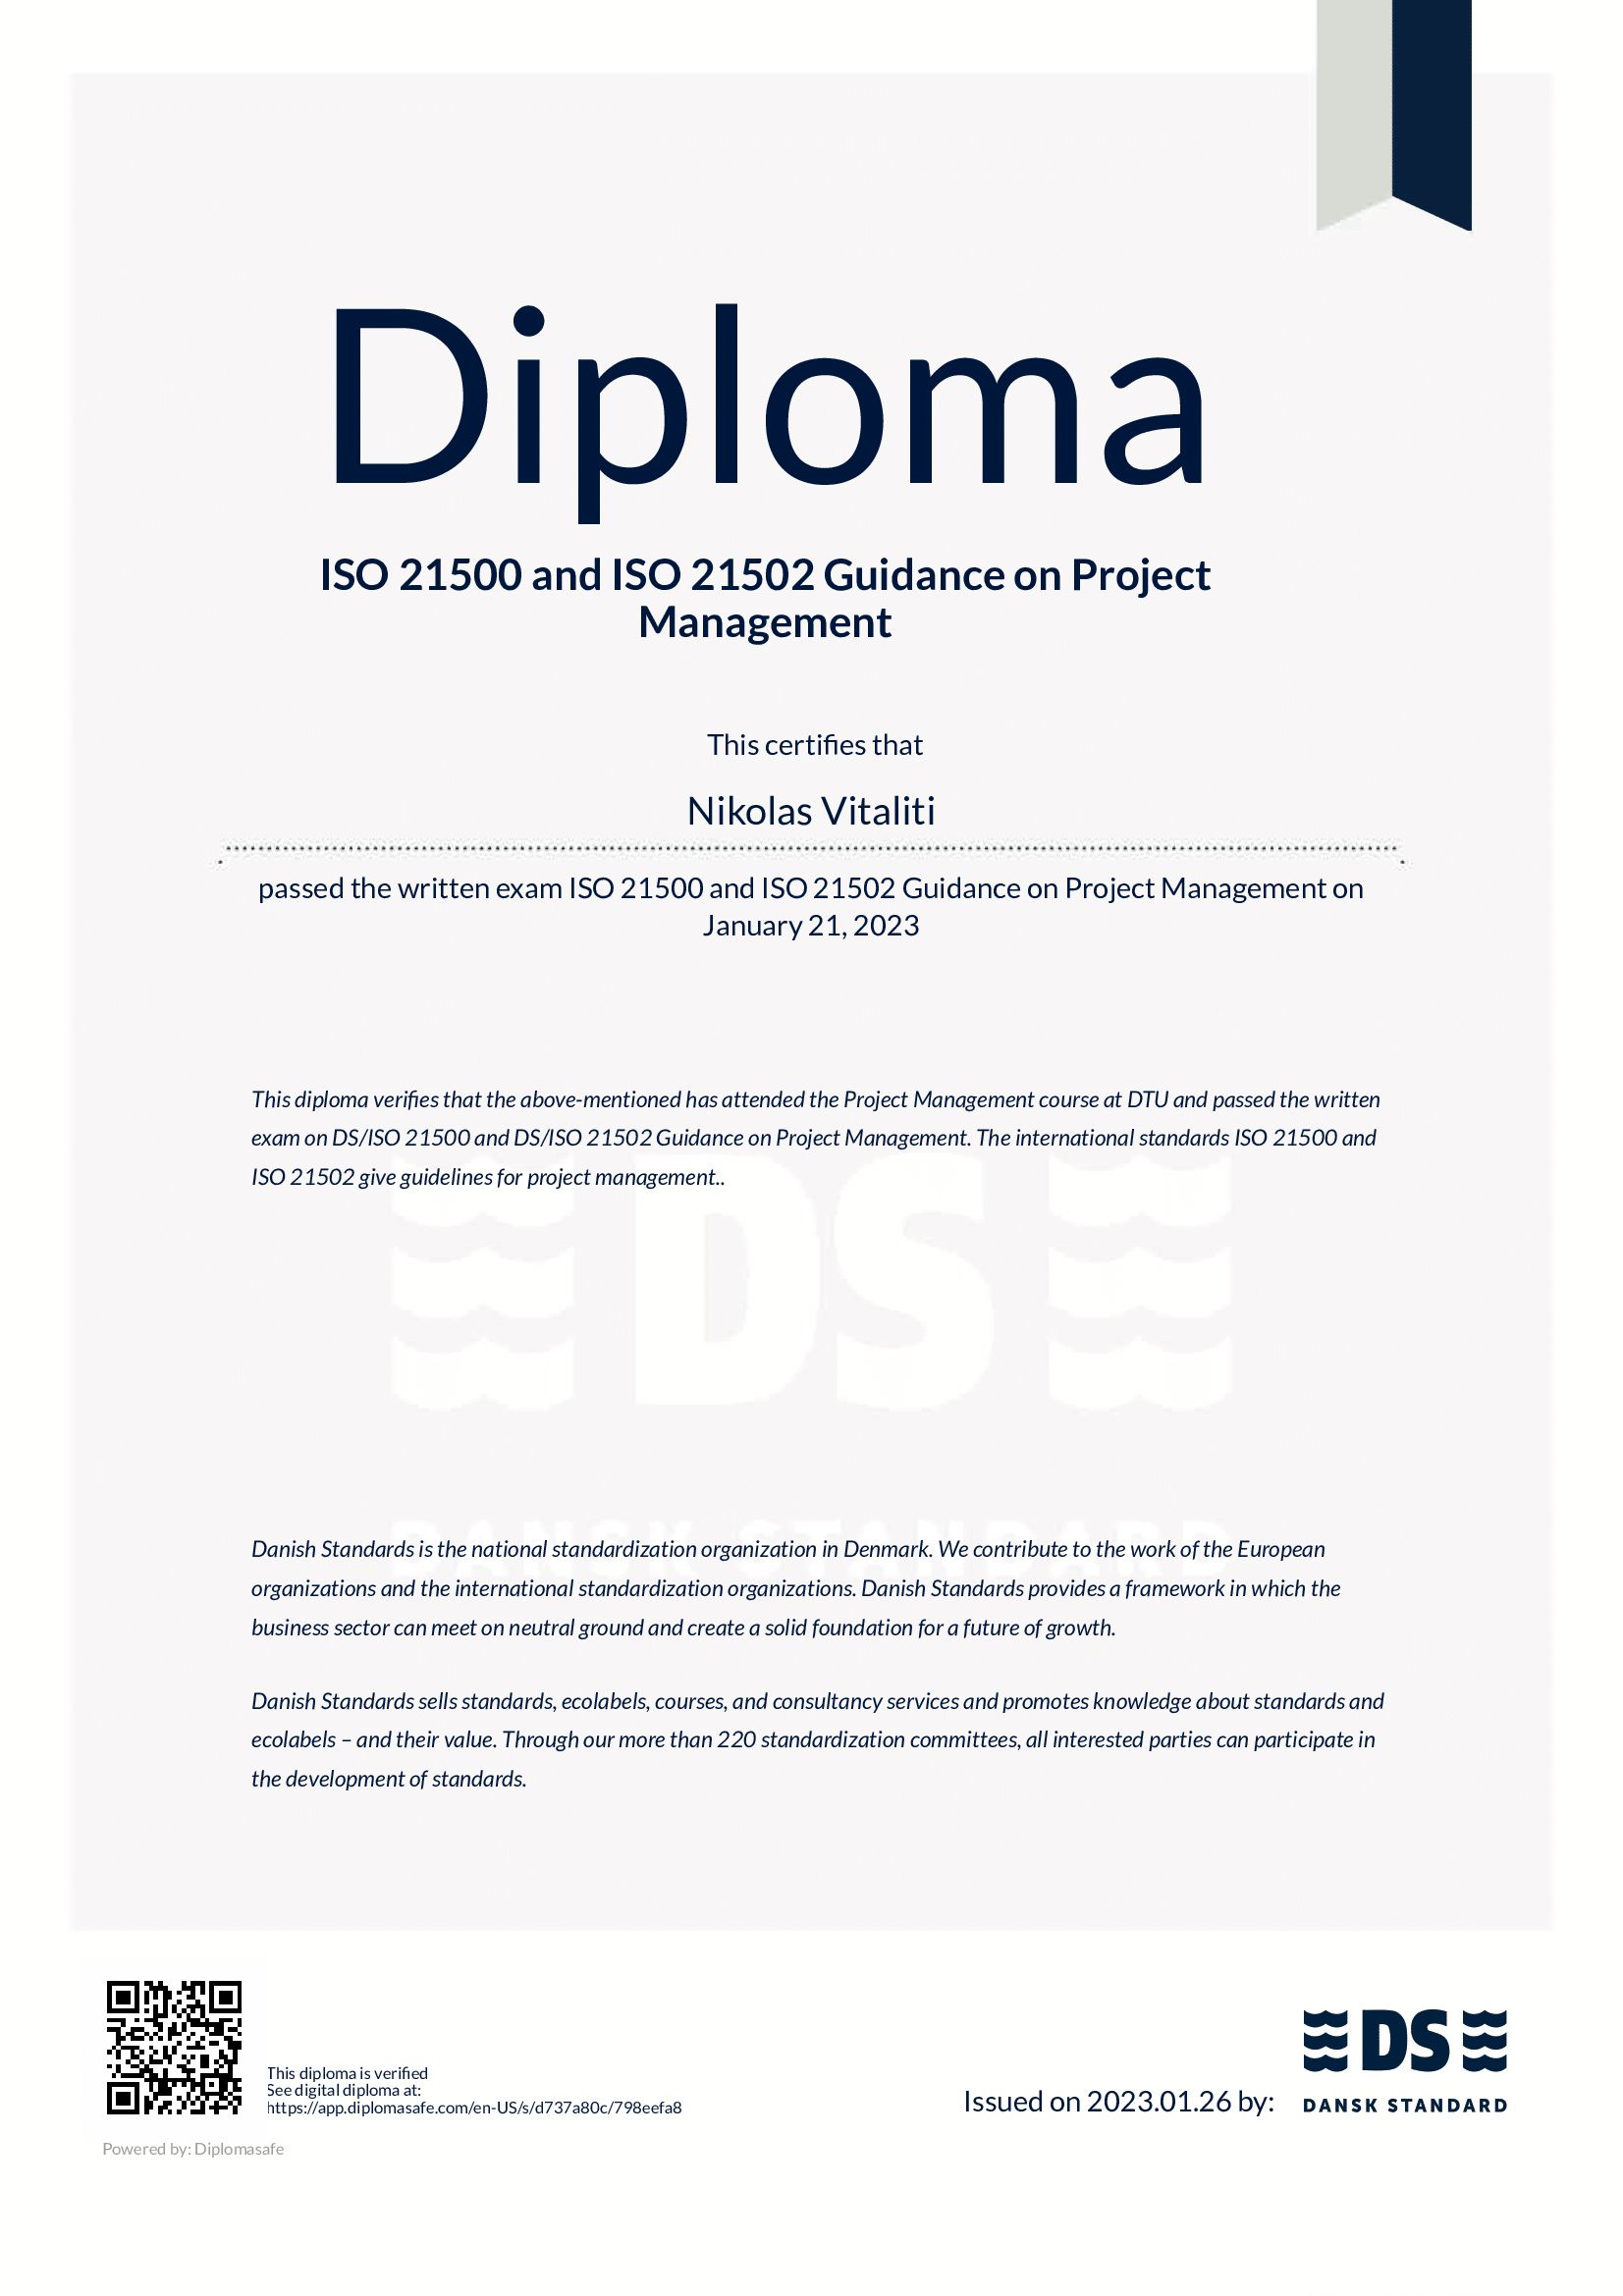 Diploma
ISO 21500 and ISO 21502 Guidance on Project
Management
This certifies that
Nikolas Vitaliti
passed the written exam ISO 21500 and ISO 21502 Guidance on Project Management on
January 21, 2023
This diploma verifies that the above-mentioned has attended the Project Management course at DTU and passed the written
exam on DS/ISO 21500 and DS/ISO 21502 Guidance on Project Management. The international standards ISO 21500 and
ISO 21502 give guidelines for project management..
DS
DANSK STANDARD
Danish Standards is the national standardization organization in Denmark. We contribute to the work of the European
organizations and the international standardization organizations. Danish Standards provides a framework in which the
business sector can meet on neutral ground and create a solid foundation for a future of growth.
Danish Standards sells standards, ecolabels, courses, and consultancy services and promotes knowledge about standards and
ecolabels – and their value. Through our more than 220 standardization committees, all interested parties can participate in
the development of standards.
This diploma is verified
See digital diploma at:
https://app.diplomasafe.com/en-US/s/d737a80c/798eefa8
Powered by: Diplomasafe
Issued on 2023.01.26 by:
DS
DANSK STANDARD